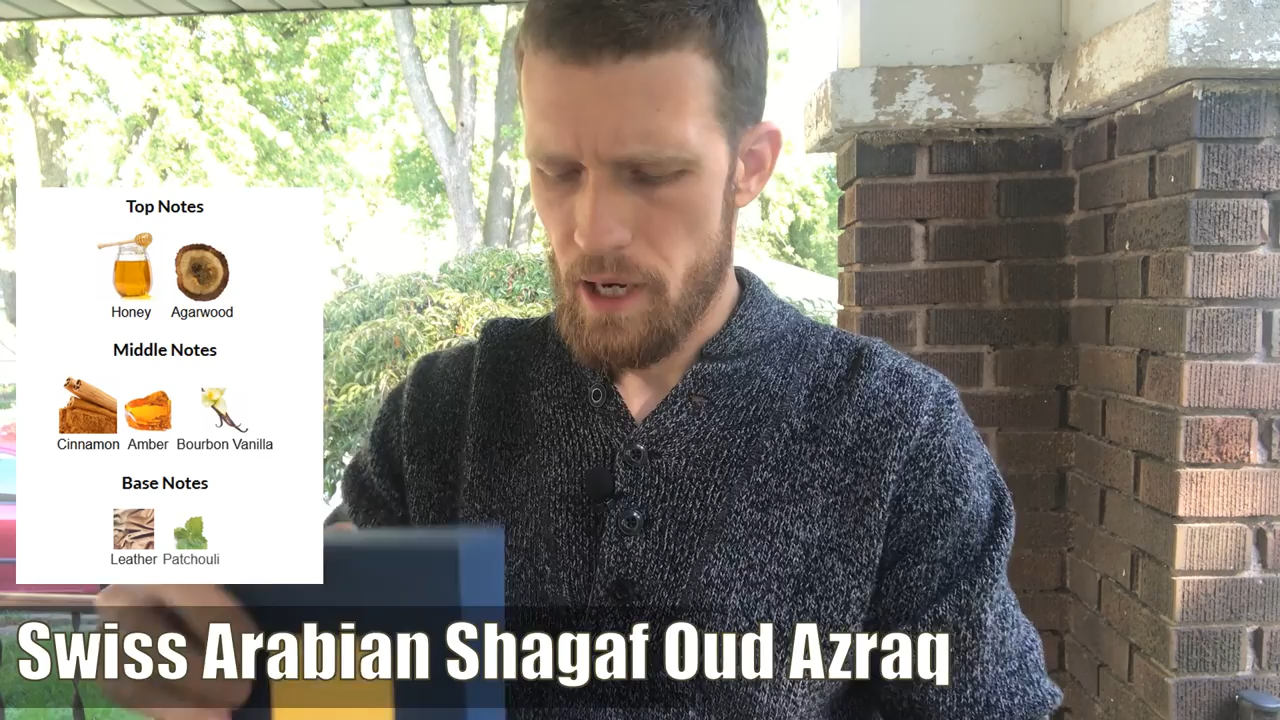 Top Notes
Honey Agarwood
Middle Notes
Cinnamon Amber Bourbon Vanilla
Base Notes
Leather Patchouli
Swiss Arabian Shagaf Oud Azraq